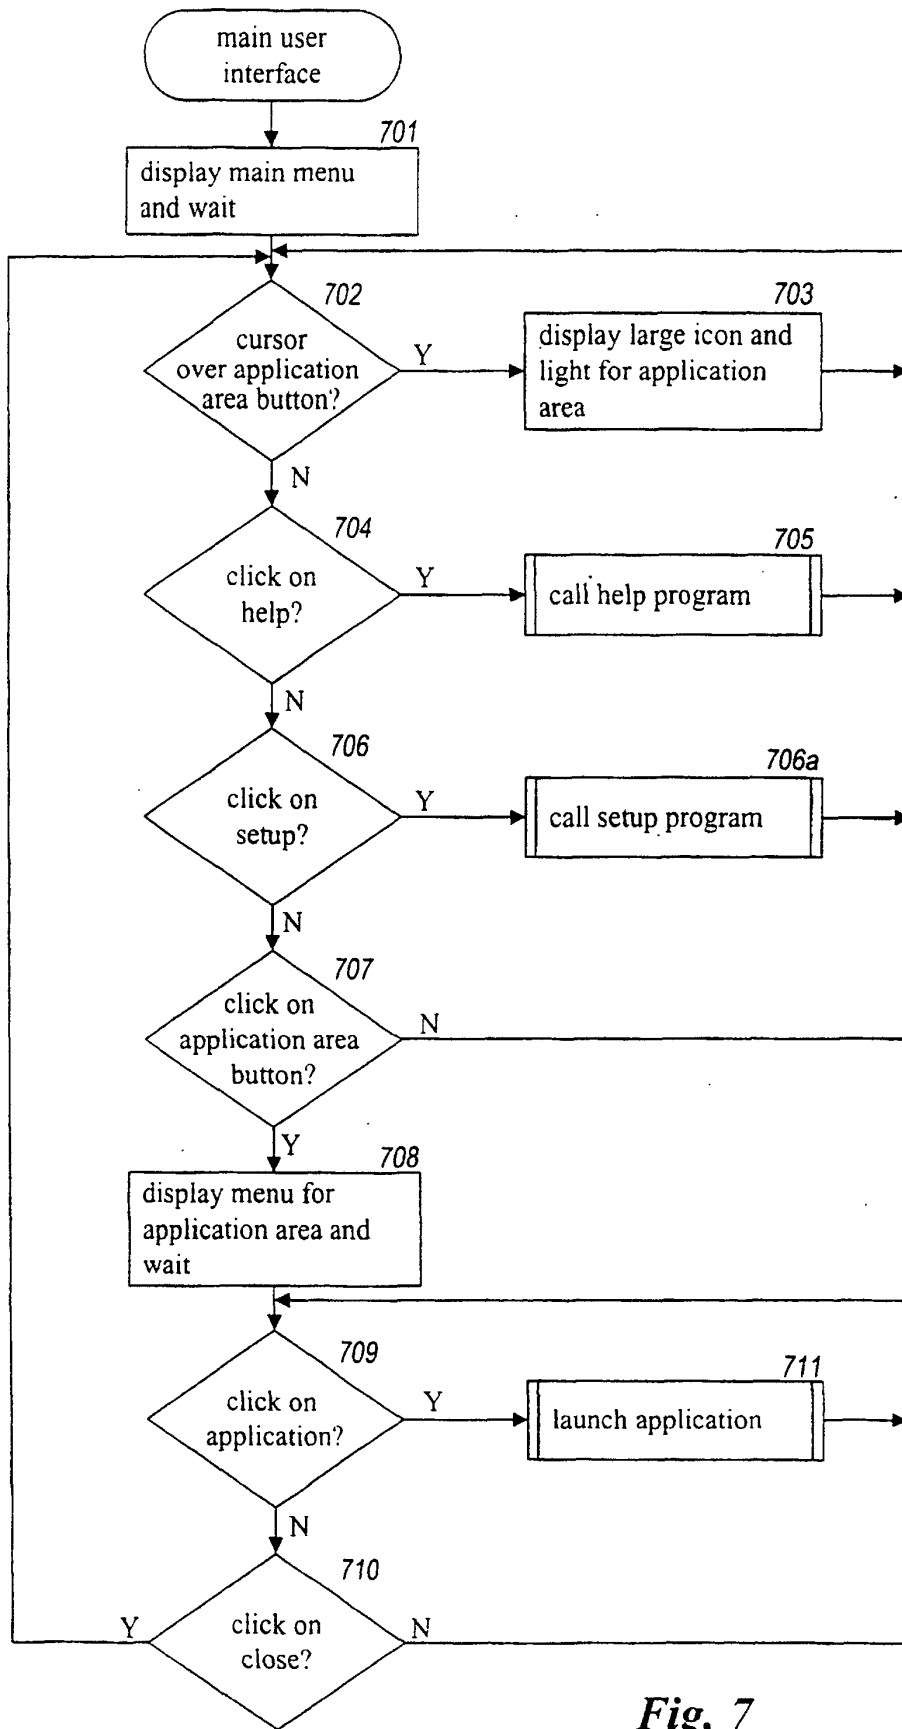 main user
interface
701
display main menu
and wait
702
cursor
over application
area button?
Y
703
display large icon and
light for application
area
N
704
click on
help?
Y
705
call help program
N
706
click on
setup?
Y
706a
call setup program
N
707
click on
application area
button?
N
Y
708
display menu for
application area and
wait
709
click on
application?
Y
711
launch application
N
710
Y
click on
close?
N
Fig. 7